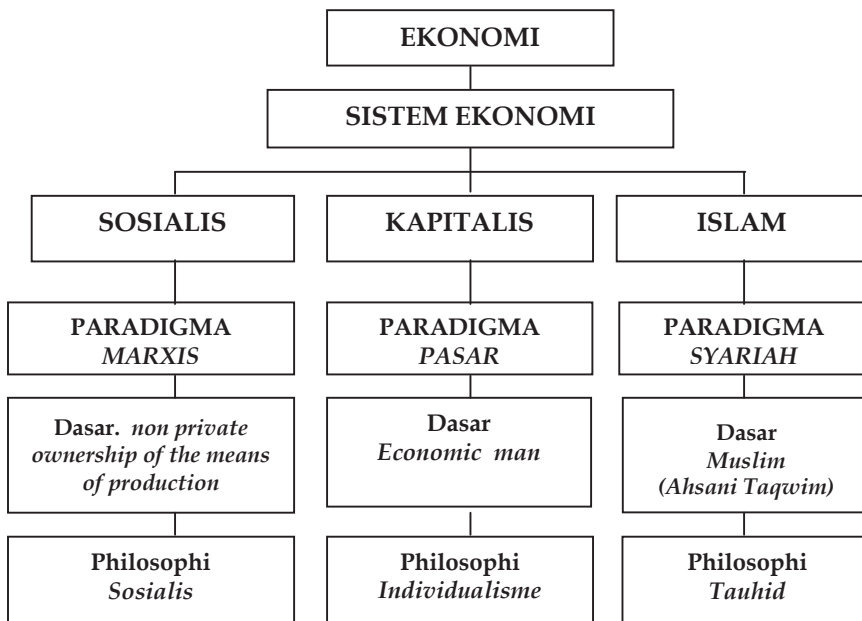 EKONOMI
SISTEM EKONOMI
SOSIALIS
KAPITALIS
ISLAM
PARADIGMA
MARXIS
PARADIGMA
PASAR
PARADIGMA
SYARIAH
Dasar. non private
ownership of the means
of production
Dasar
Economic man
Dasar
Muslim
(Ahsani Taqwim)
Philosophi
Sosialis
Philosophi
Individualisme
Philosophi
Tauhid